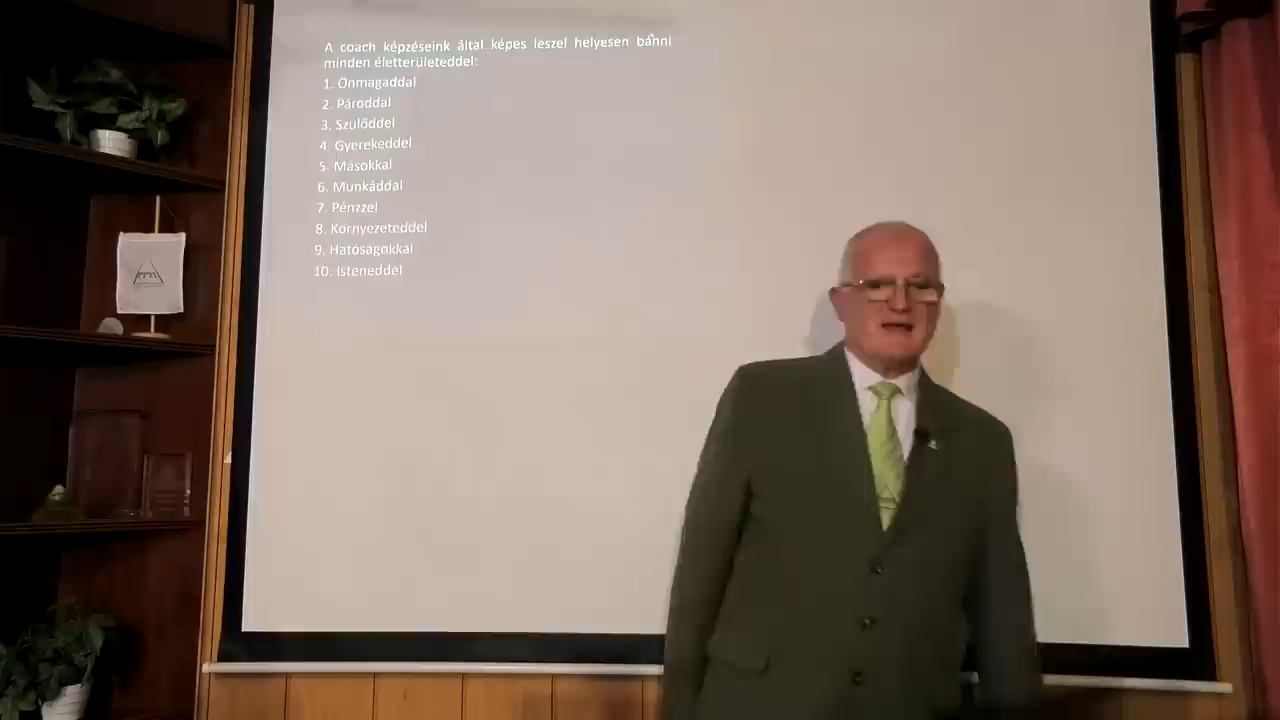 A coach képzéseink által képes leszel helyesen bánni
minden életterületeddel:
1. Önmagaddal
2. Pároddal
3. Szülőddel
4. Gyerekeddel
5. Másokkal
6. Munkáddal
7. Pénzzel
8. Környezeteddel
9. Hatóságokkal
10. Isteneddel